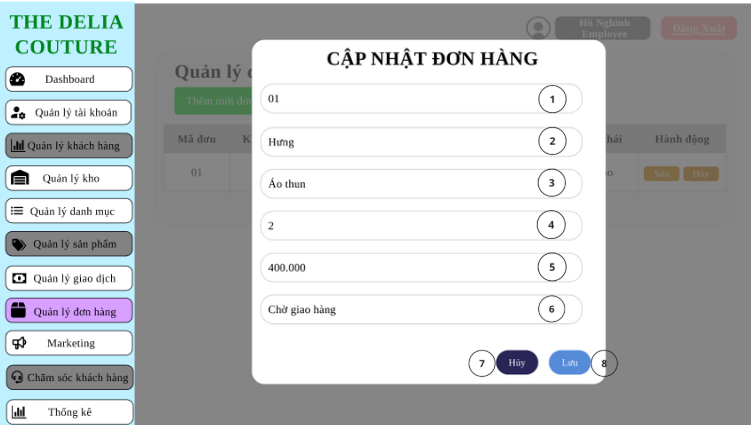 THE DELIA
COUTURE
Dashboard
Quản lý tài khoản
Quản lý khách hàng
Quản lý kho
Quản lý danh mục
Quản lý sản phẩm
Quản lý giao dịch
Quản lý đơn hàng
Marketing
Chăm sóc khách hàng
Thống kê
Hồ Nghinh
Employee
Đăng Xuất
Quản lý
Thêm mới
Mã đơn
Hành động
01
Sửa
Hủy
CẬP NHẬT ĐƠN HÀNG
01 1
Hưng 2
Áo thun 3
2 4
400.000 5
Chờ giao hàng 6
7 Hủy Lưu 8